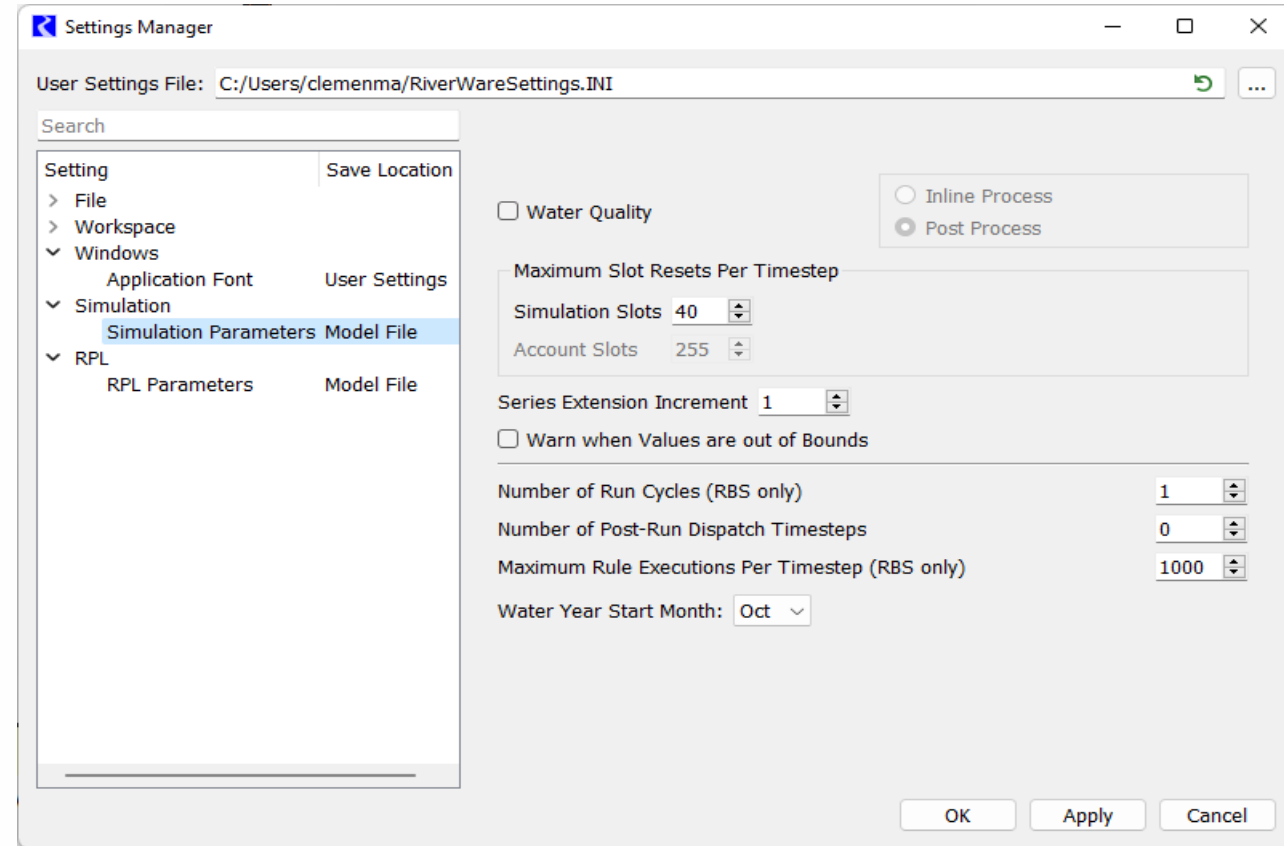 Settings Manager
User Settings File: C:/Users/clemenma/RiverWareSettings.INI
...
Search
Setting Save Location
File
Workspace
Windows
Application Font User Settings
Simulation
Simulation Parameters Model File
RPL
RPL Parameters Model File
Water Quality
Inline Process
Post Process
Maximum Slot Resets Per Timestep
Simulation Slots 40
Account Slots 255
Series Extension Increment 1
Warn when Values are out of Bounds
Number of Run Cycles (RBS only) 1
Number of Post-Run Dispatch Timesteps 0
Maximum Rule Executions Per Timestep (RBS only) 1000
Water Year Start Month: Oct
OK Apply Cancel